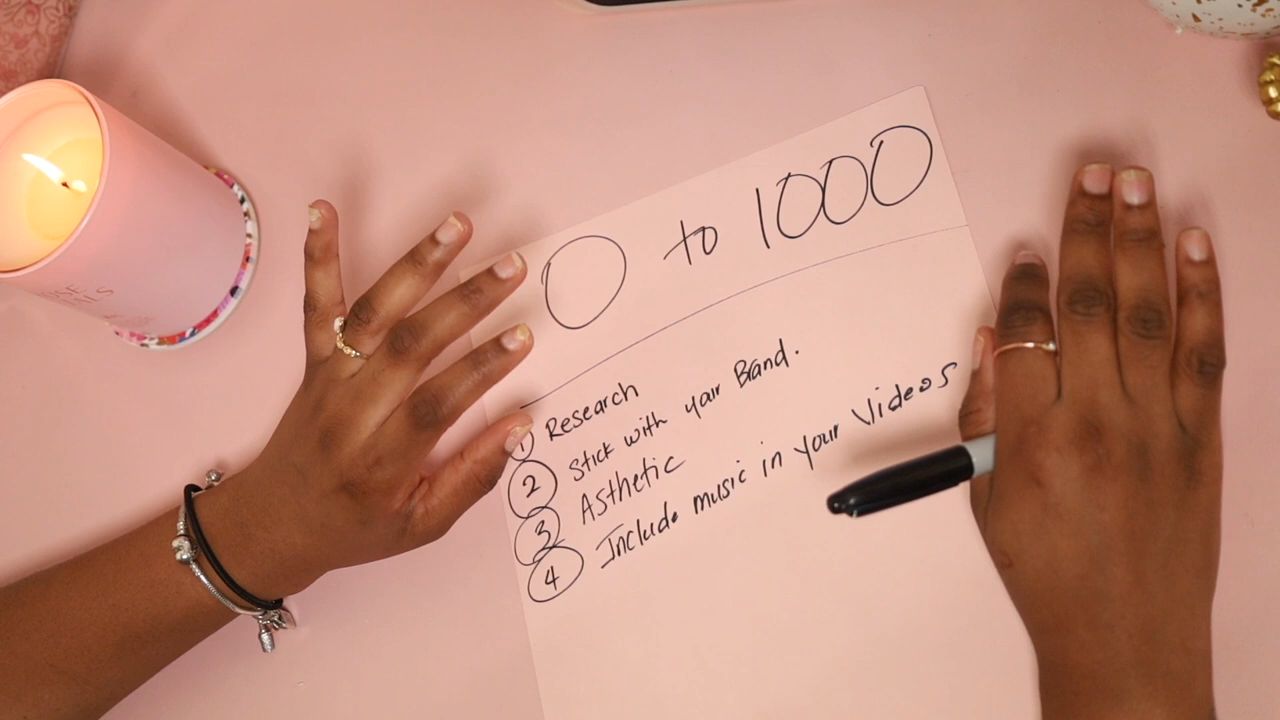 0 to 1000
1 Research
2 Stick with your Brand.
3 Asthetic
4 Include music in your Videos